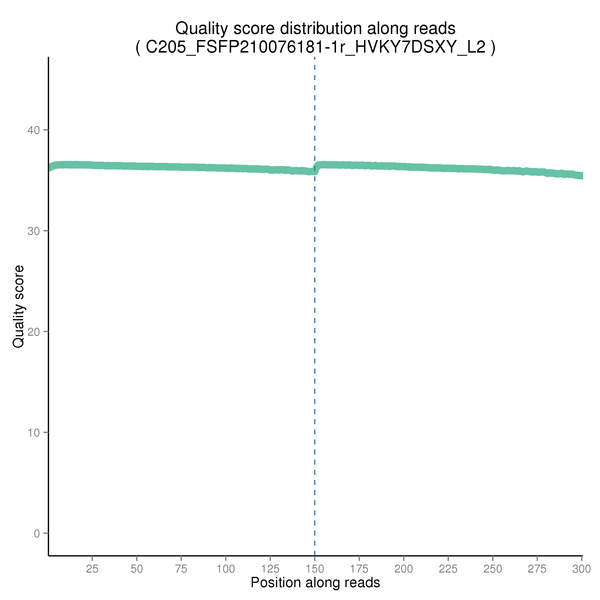 Quality score distribution along reads
( C205_FSFP210076181-1r_HVKY7DSXY_L2 )
Quality score
40
30
20
10
0
25 50 75 100 125 150 175 200 225 250 275 300
Position along reads